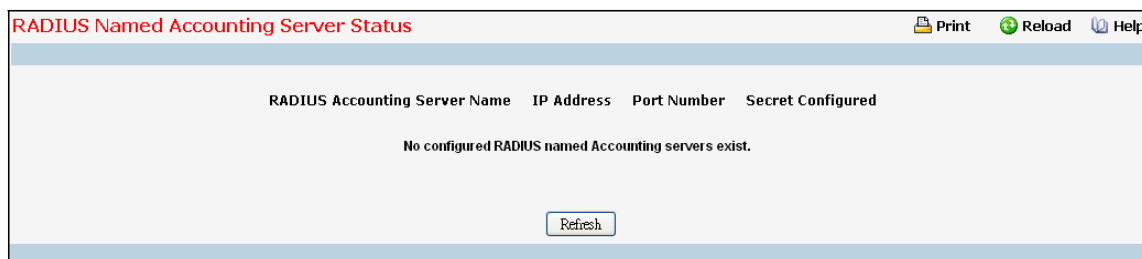 RADIUS Named Accounting Server Status Print Reload Help
RADIUS Accounting Server Name IP Address Port Number Secret Configured
No configured RADIUS named Accounting servers exist.
Refresh